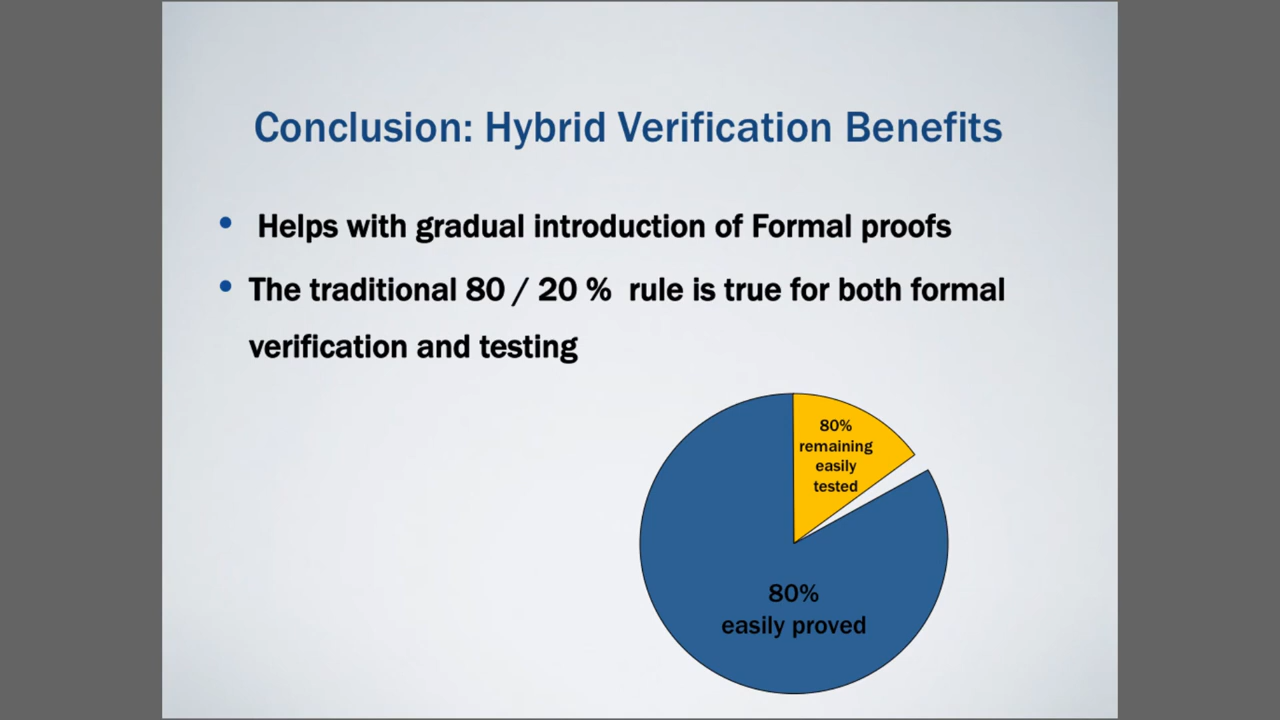 Conclusion: Hybrid Verification Benefits
• Helps with gradual introduction of Formal proofs
• The traditional 80 / 20 % rule is true for both formal
verification and testing
80%
remaining
easily
tested
80%
easily proved